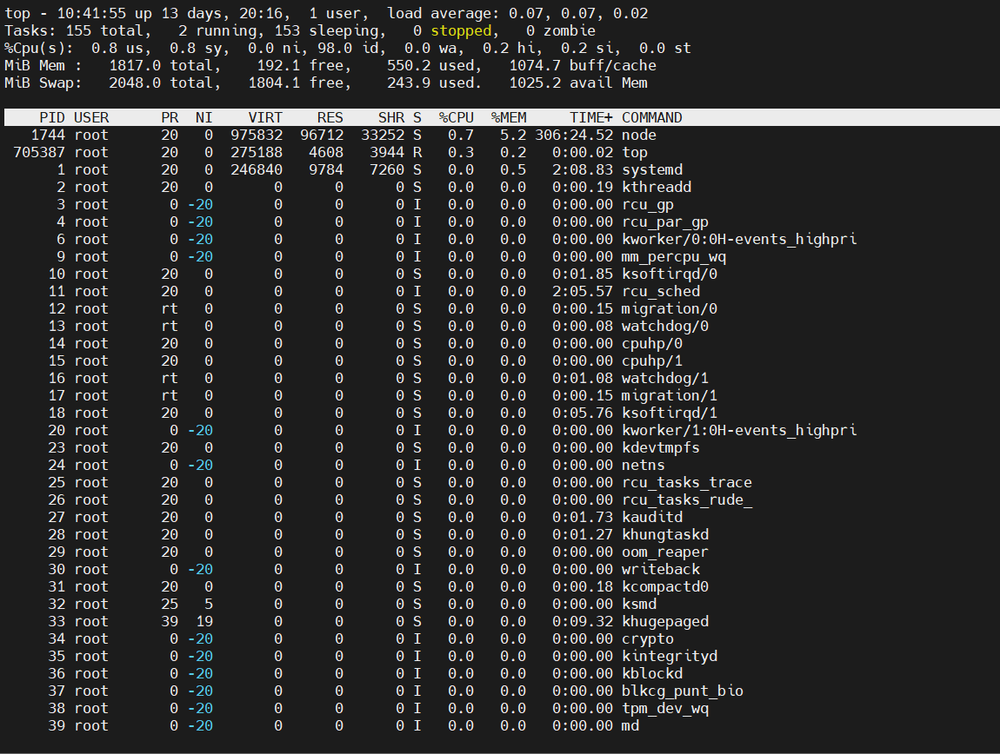 top - 10:41:55 up 13 days, 20:16,  1 user,  load average: 0.07, 0.07, 0.02
Tasks: 155 total,   2 running, 153 sleeping,   0 stopped,   0 zombie
%Cpu(s):  0.8 us,  0.8 sy,  0.0 ni, 98.0 id,  0.0 wa,  0.2 hi,  0.2 si,  0.0 st
MiB Mem :   1817.0 total,    192.1 free,    550.2 used,   1074.7 buff/cache
MiB Swap:   2048.0 total,   1804.1 free,    243.9 used.   1025.2 avail Mem
    PID USER      PR  NI    VIRT    RES    SHR S  %CPU  %MEM     TIME+ COMMAND
   1744 root      20   0  975832  96712  33252 S   0.7   5.2 306:24.52 node
 705387 root      20   0  275188   4608   3944 R   0.3   0.2   0:00.02 top
      1 root      20   0  246840   9784   7260 S   0.0   0.5   2:08.83 systemd
      2 root      20   0       0      0      0 S   0.0   0.0   0:00.19 kthreadd
      3 root       0 -20       0      0      0 I   0.0   0.0   0:00.00 rcu_gp
      4 root       0 -20       0      0      0 I   0.0   0.0   0:00.00 rcu_par_gp
      6 root       0 -20       0      0      0 I   0.0   0.0   0:00.00 kworker/0:0H-events_highpri
      9 root       0 -20       0      0      0 I   0.0   0.0   0:00.00 mm_percpu_wq
     10 root      20   0       0      0      0 S   0.0   0.0   0:01.85 ksoftirqd/0
     11 root      20   0       0      0      0 I   0.0   0.0   2:05.57 rcu_sched
     12 root      rt   0       0      0      0 S   0.0   0.0   0:00.15 migration/0
     13 root      rt   0       0      0      0 S   0.0   0.0   0:00.08 watchdog/0
     14 root      20   0       0      0      0 S   0.0   0.0   0:00.00 cpuhp/0
     15 root      20   0       0      0      0 S   0.0   0.0   0:00.00 cpuhp/1
     16 root      rt   0       0      0      0 S   0.0   0.0   0:01.08 watchdog/1
     17 root      rt   0       0      0      0 S   0.0   0.0   0:00.15 migration/1
     18 root      20   0       0      0      0 S   0.0   0.0   0:05.76 ksoftirqd/1
     20 root       0 -20       0      0      0 I   0.0   0.0   0:00.00 kworker/1:0H-events_highpri
     23 root      20   0       0      0      0 S   0.0   0.0   0:00.00 kdevtmpfs
     24 root       0 -20       0      0      0 I   0.0   0.0   0:00.00 netns
     25 root      20   0       0      0      0 S   0.0   0.0   0:00.00 rcu_tasks_trace
     26 root      20   0       0      0      0 S   0.0   0.0   0:00.00 rcu_tasks_rude_
     27 root      20   0       0      0      0 S   0.0   0.0   0:01.73 kauditd
     28 root      20   0       0      0      0 S   0.0   0.0   0:01.27 khungtaskd
     29 root      20   0       0      0      0 S   0.0   0.0   0:00.00 oom_reaper
     30 root       0 -20       0      0      0 I   0.0   0.0   0:00.00 writeback
     31 root      20   0       0      0      0 S   0.0   0.0   0:00.18 kcompactd0
     32 root      25   5       0      0      0 S   0.0   0.0   0:00.00 ksmd
     33 root      39  19       0      0      0 S   0.0   0.0   0:09.32 khugepaged
     34 root       0 -20       0      0      0 I   0.0   0.0   0:00.00 crypto
     35 root       0 -20       0      0      0 I   0.0   0.0   0:00.00 kintegrityd
     36 root       0 -20       0      0      0 I   0.0   0.0   0:00.00 kblockd
     37 root       0 -20       0      0      0 I   0.0   0.0   0:00.00 blkcg_punt_bio
     38 root       0 -20       0      0      0 I   0.0   0.0   0:00.00 tpm_dev_wq
     39 root       0 -20       0      0      0 I   0.0   0.0   0:00.00 md